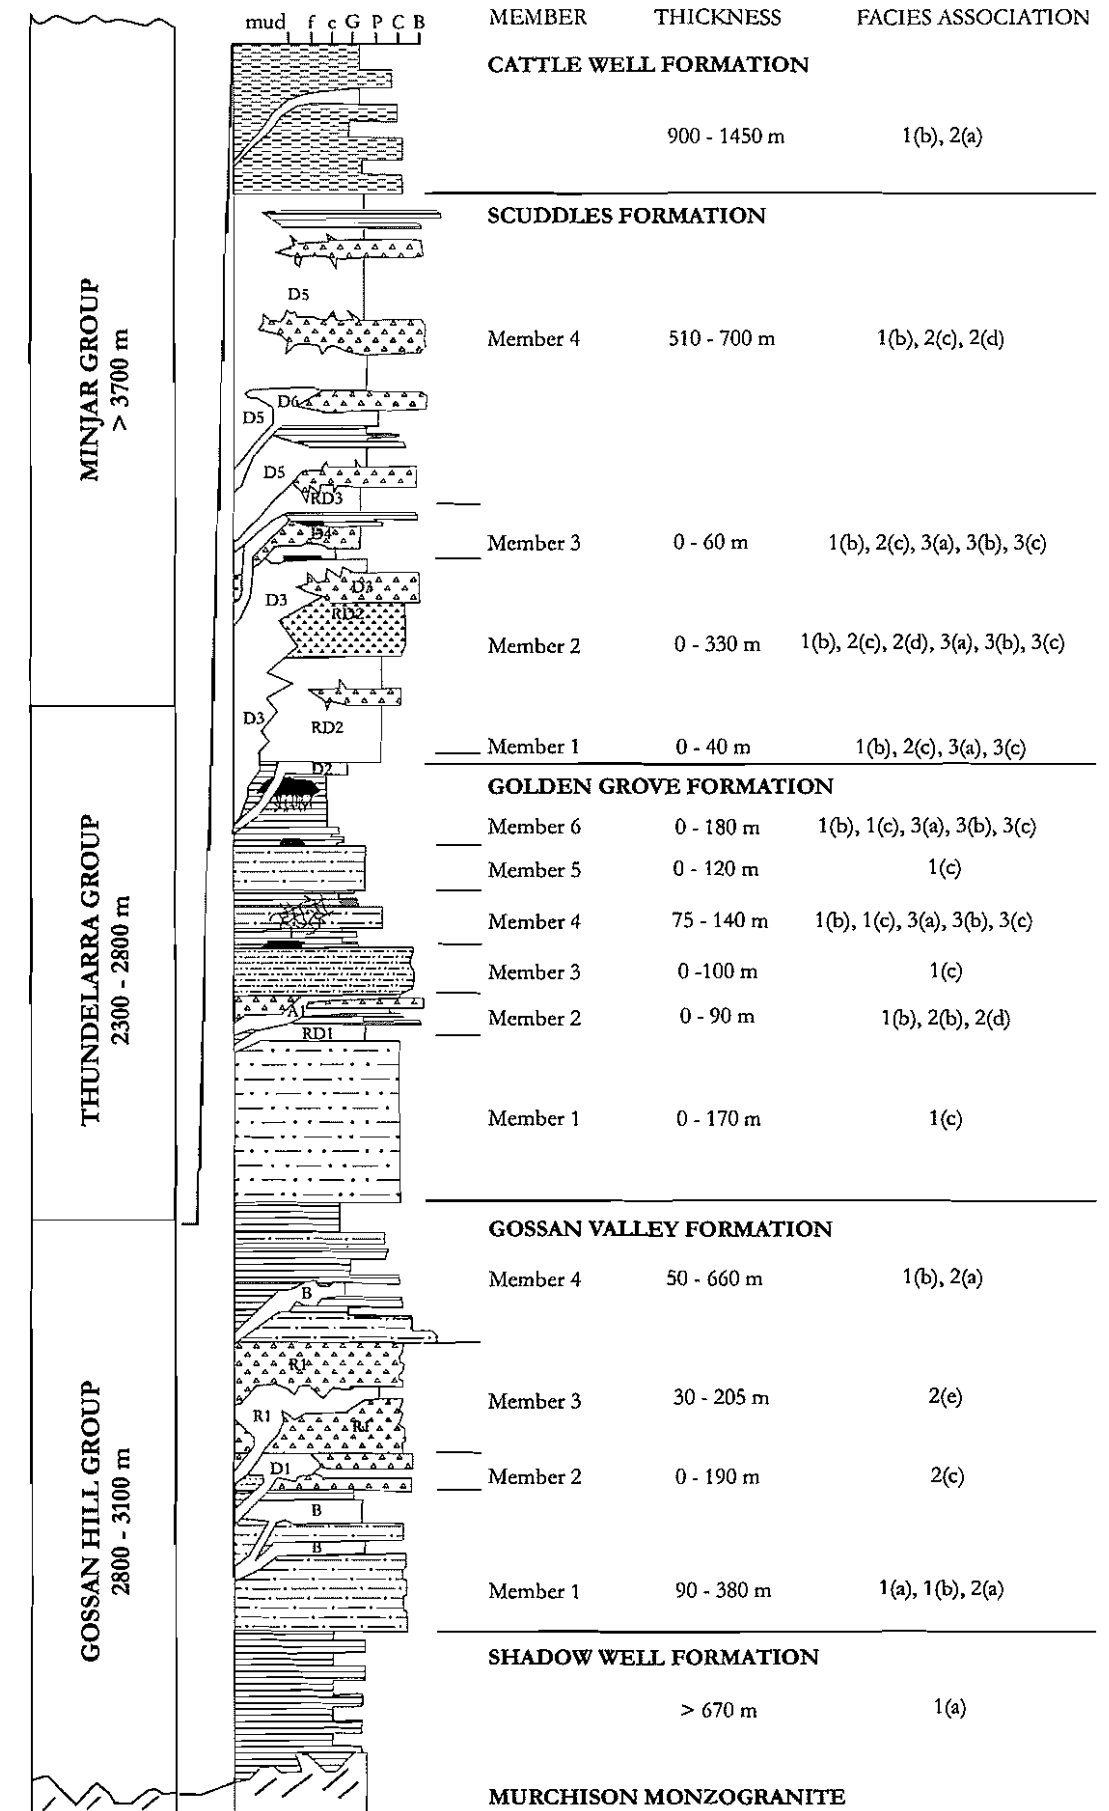 mud f c G P C B
MEMBER THICKNESS FACIES ASSOCIATION
CATTLE WELL FORMATION
900 - 1450 m 1(b), 2(a)
SCUDDLES FORMATION
D5
Member 4 510 - 700 m 1(b), 2(c), 2(d)
D6
D5
D5
RD3
D4
Member 3 0 - 60 m 1(b), 2(c), 3(a), 3(b), 3(c)
D3
D3
RD2
Member 2 0 - 330 m 1(b), 2(c), 2(d), 3(a), 3(b), 3(c)
D3
RD2
Member 1 0 - 40 m 1(b), 2(c), 3(a), 3(c)
D2
GOLDEN GROVE FORMATION
Member 6 0 - 180 m 1(b), 1(c), 3(a), 3(b), 3(c)
Member 5 0 - 120 m 1(c)
Member 4 75 - 140 m 1(b), 1(c), 3(a), 3(b), 3(c)
Member 3 0 -100 m 1(c)
A1
Member 2 0 - 90 m 1(b), 2(b), 2(d)
RD1
Member 1 0 - 170 m 1(c)
GOSSAN VALLEY FORMATION
Member 4 50 - 660 m 1(b), 2(a)
B
R1
Member 3 30 - 205 m 2(e)
R1
R1
D1
Member 2 0 - 190 m 2(c)
B
B
Member 1 90 - 380 m 1(a), 1(b), 2(a)
SHADOW WELL FORMATION
> 670 m 1(a)
MURCHISON MONZOGRANITE
MINJAR GROUP
> 3700 m
THUNDELARRA GROUP
2300 - 2800 m
GOSSAN HILL GROUP
2800 - 3100 m